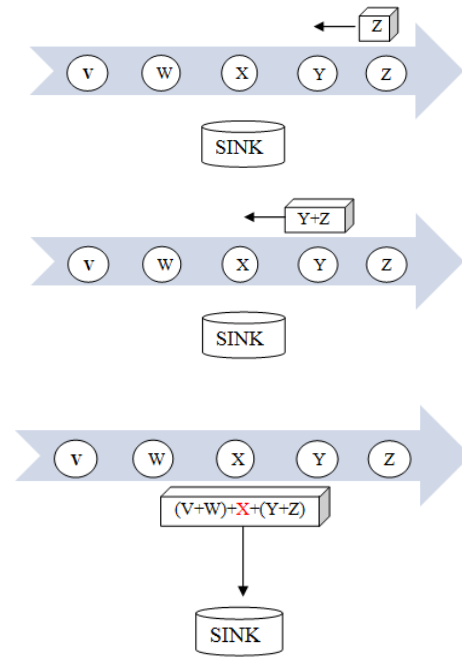 Z
V W X Y Z
SINK
Y+Z
V W X Y Z
SINK
V W X Y Z
(V+W)+X+(Y+Z)
SINK